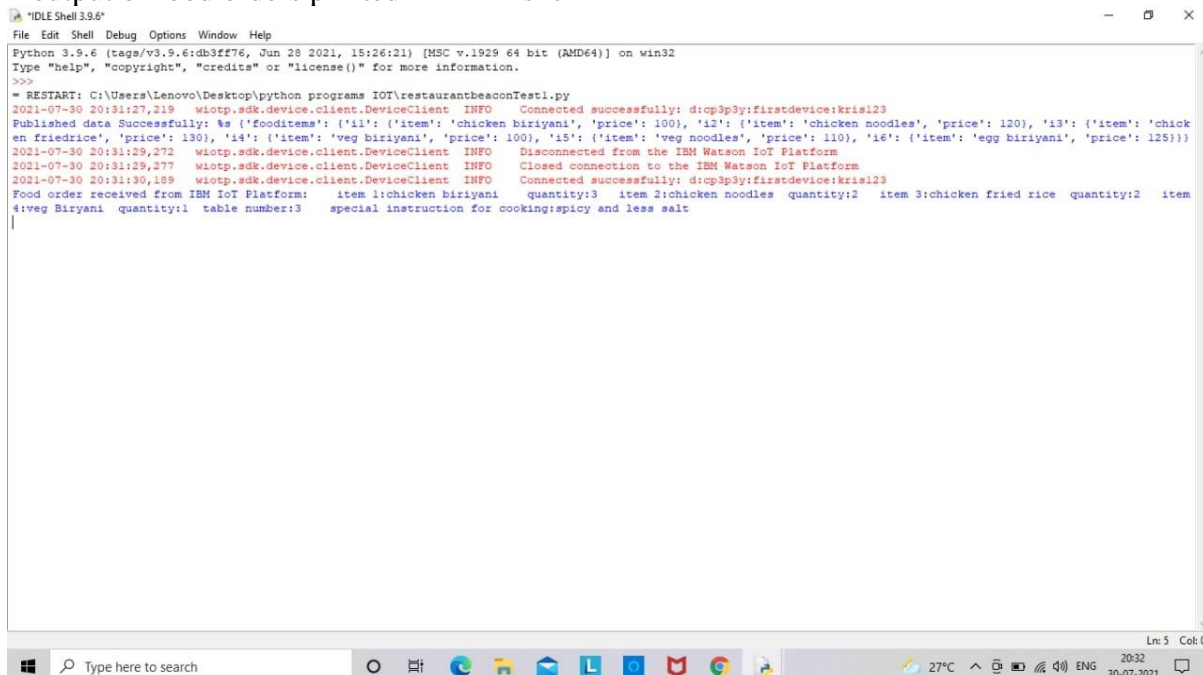 *IDLE Shell 3.9.6*
File Edit Shell Debug Options Window Help
Python 3.9.6 (tags/v3.9.6:db3ff76, Jun 28 2021, 15:26:21) [MSC v.1929 64 bit (AMD64)] on win32
Type "help", "copyright", "credits" or "license()" for more information.
>>>
= RESTART: C:\Users\Lenovo\Desktop\python programs IOT\restaurantbeaconTest1.py
2021-07-30 20:31:27,219 wiotp.sdk.device.client.DeviceClient INFO Connected successfully: d:cp3p3y:firstdevice:kris123
Published data Successfully: %s {'fooditems': {'i1': {'item': 'chicken biriyani', 'price': 100}, 'i2': {'item': 'chicken noodles', 'price': 120}, 'i3': {'item': 'chick
en friedrice', 'price': 130}, 'i4': {'item': 'veg biriyani', 'price': 100}, 'i5': {'item': 'veg noodles', 'price': 110}, 'i6': {'item': 'egg biriyani', 'price': 125}}}
2021-07-30 20:31:29,272 wiotp.sdk.device.client.DeviceClient INFO Disconnected from the IBM Watson IoT Platform
2021-07-30 20:31:29,277 wiotp.sdk.device.client.DeviceClient INFO Closed connection to the IBM Watson IoT Platform
2021-07-30 20:31:30,189 wiotp.sdk.device.client.DeviceClient INFO Connected successfully: d:cp3p3y:firstdevice:kris123
Food order received from IBM IoT Platform: item 1:chicken biriyani quantity:3 item 2:chicken noodles quantity:2 item 3:chicken fried rice quantity:2 item
4:veg Biryani quantity:1 table number:3 special instruction for cooking:spicy and less salt
Ln: 5 Col: 0
Type here to search
27°C ENG 20:32
30-07-2021